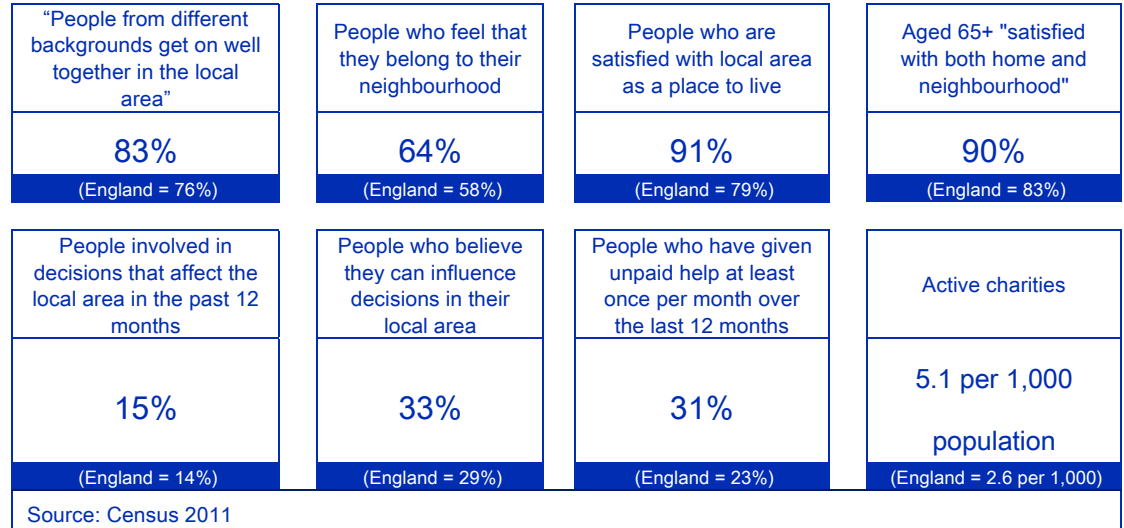 “People from different
backgrounds get on well
together in the local
area”
83%
(England = 76%)
People who feel that
they belong to their
neighbourhood
64%
(England = 58%)
People who are
satisfied with local area
as a place to live
91%
(England = 79%)
Aged 65+ "satisfied
with both home and
neighbourhood"
90%
(England = 83%)
People involved in
decisions that affect the
local area in the past 12
months
15%
(England = 14%)
People who believe
they can influence
decisions in their
local area
33%
(England = 29%)
People who have given
unpaid help at least
once per month over
the last 12 months
31%
(England = 23%)
Active charities
5.1 per 1,000
population
(England = 2.6 per 1,000)
Source: Census 2011